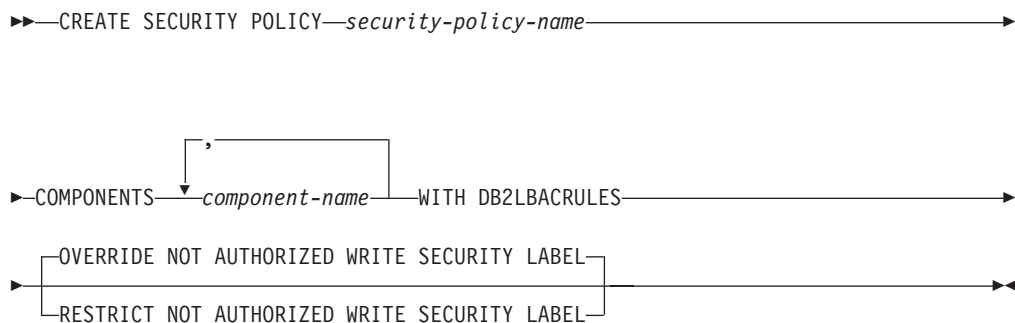 CREATE SECURITY POLICY security-policy-name
,
COMPONENTS component-name WITH DB2LBACRULES
OVERRIDE NOT AUTHORIZED WRITE SECURITY LABEL
RESTRICT NOT AUTHORIZED WRITE SECURITY LABEL